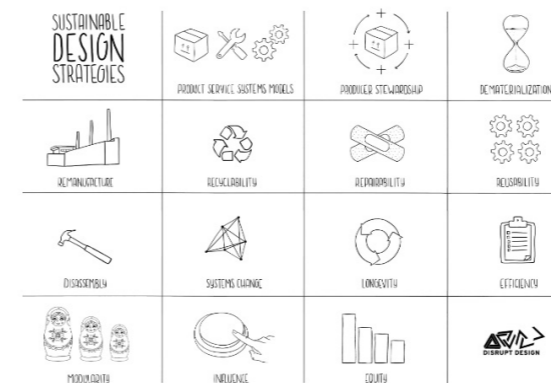 SUSTAINABLE
DESIGN
STRATEGIES
PRODUCT SERVICE SYSTEMS MODELS
PRODUCER STEWARDSHIP
DEMATERIALIZATION
REMANUFACTURE
RECYCLABILITY
REPAIRABILITY
REUSABILITY
DISASSEMBLY
SYSTEMS CHANGE
LONGEVITY
EFFICIENCY
MODULARITY
INFLUENCE
EQUITY
DISRUPT DESIGN